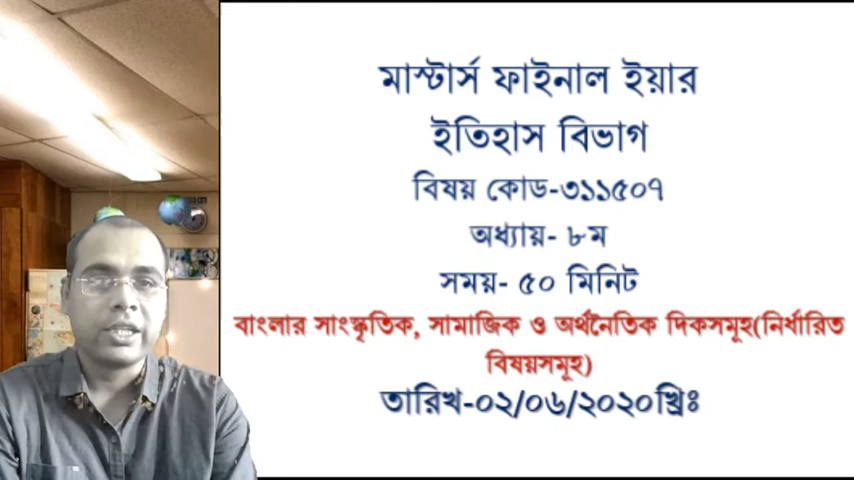 মাস্টার্স ফাইনাল ইয়ার
ইতিহাস বিভাগ
বিষয় কোড-৩১১৫০৭
অধ্যায়- ৮ম
সময়- ৫০ মিনিট
বাংলার সাংস্কৃতিক, সামাজিক ও অর্থনৈতিক দিকসমূহ(নির্ধারিত
বিষয়সমূহ)
তারিখ-০২/০৬/২০২০খ্রিঃ